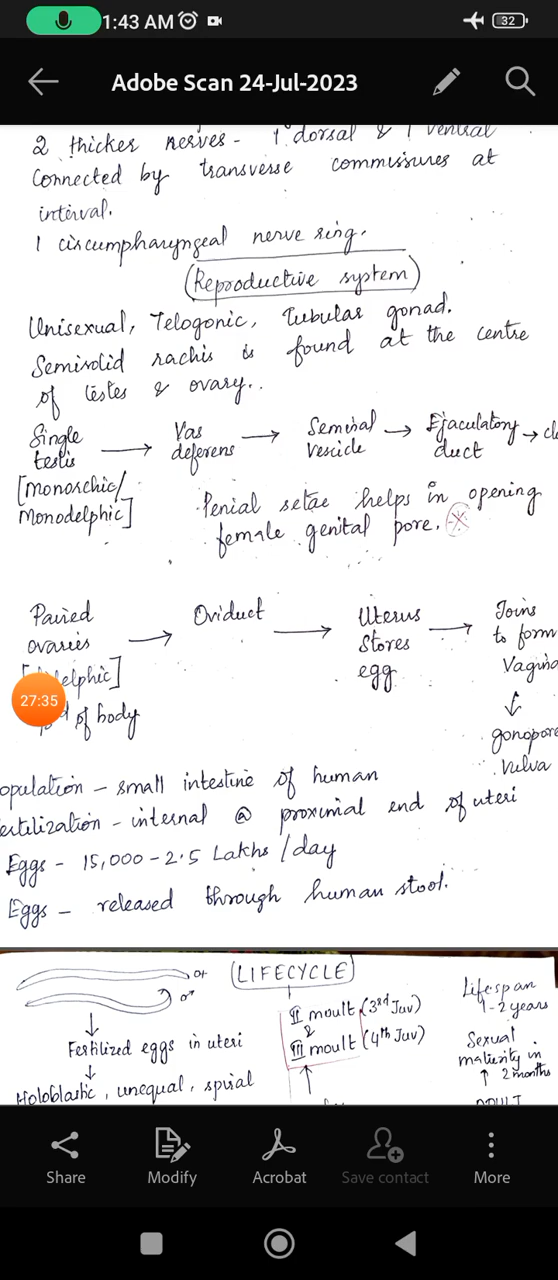 1:43 AM
32
Adobe Scan 24-Jul-2023
2 thicker nerves - 1 dorsal & 1 ventral
Connected by transverse commissures at
interval.
1 circumpharyngeal nerve ring.
(Reproductive system)
Unisexual, Telogonic, Tubular gonad.
Semisolid rachis is found at the centre
of testes & ovary..
Single testis → Vas deferens → Seminal vesicle → Ejaculatory duct →
[Monorchic/
Monodelphic]
Penial setae helps in opening
female genital pore.
Paired ovaries → Oviduct → Uterus Stores egg → Joins to form Vagina
↓
gonopore
Vulva
elphic]
of body
27:35
opulation - small intestine of human
ertilization - internal @ proximal end of uteri
Eggs - 15,000 - 2.5 Lakhs / day
Eggs - released through human stool.
(LIFECYCLE)
♀
♂
↓
Fertilized eggs in uteri
↓
Holoblastic, unequal, spiral
II moult (3rd Juv)
&
III moult (4th Juv)
↑
Lifespan
1-2 years
Sexual
maturity in
↑ 2 months
Share
Modify
Acrobat
Save contact
More